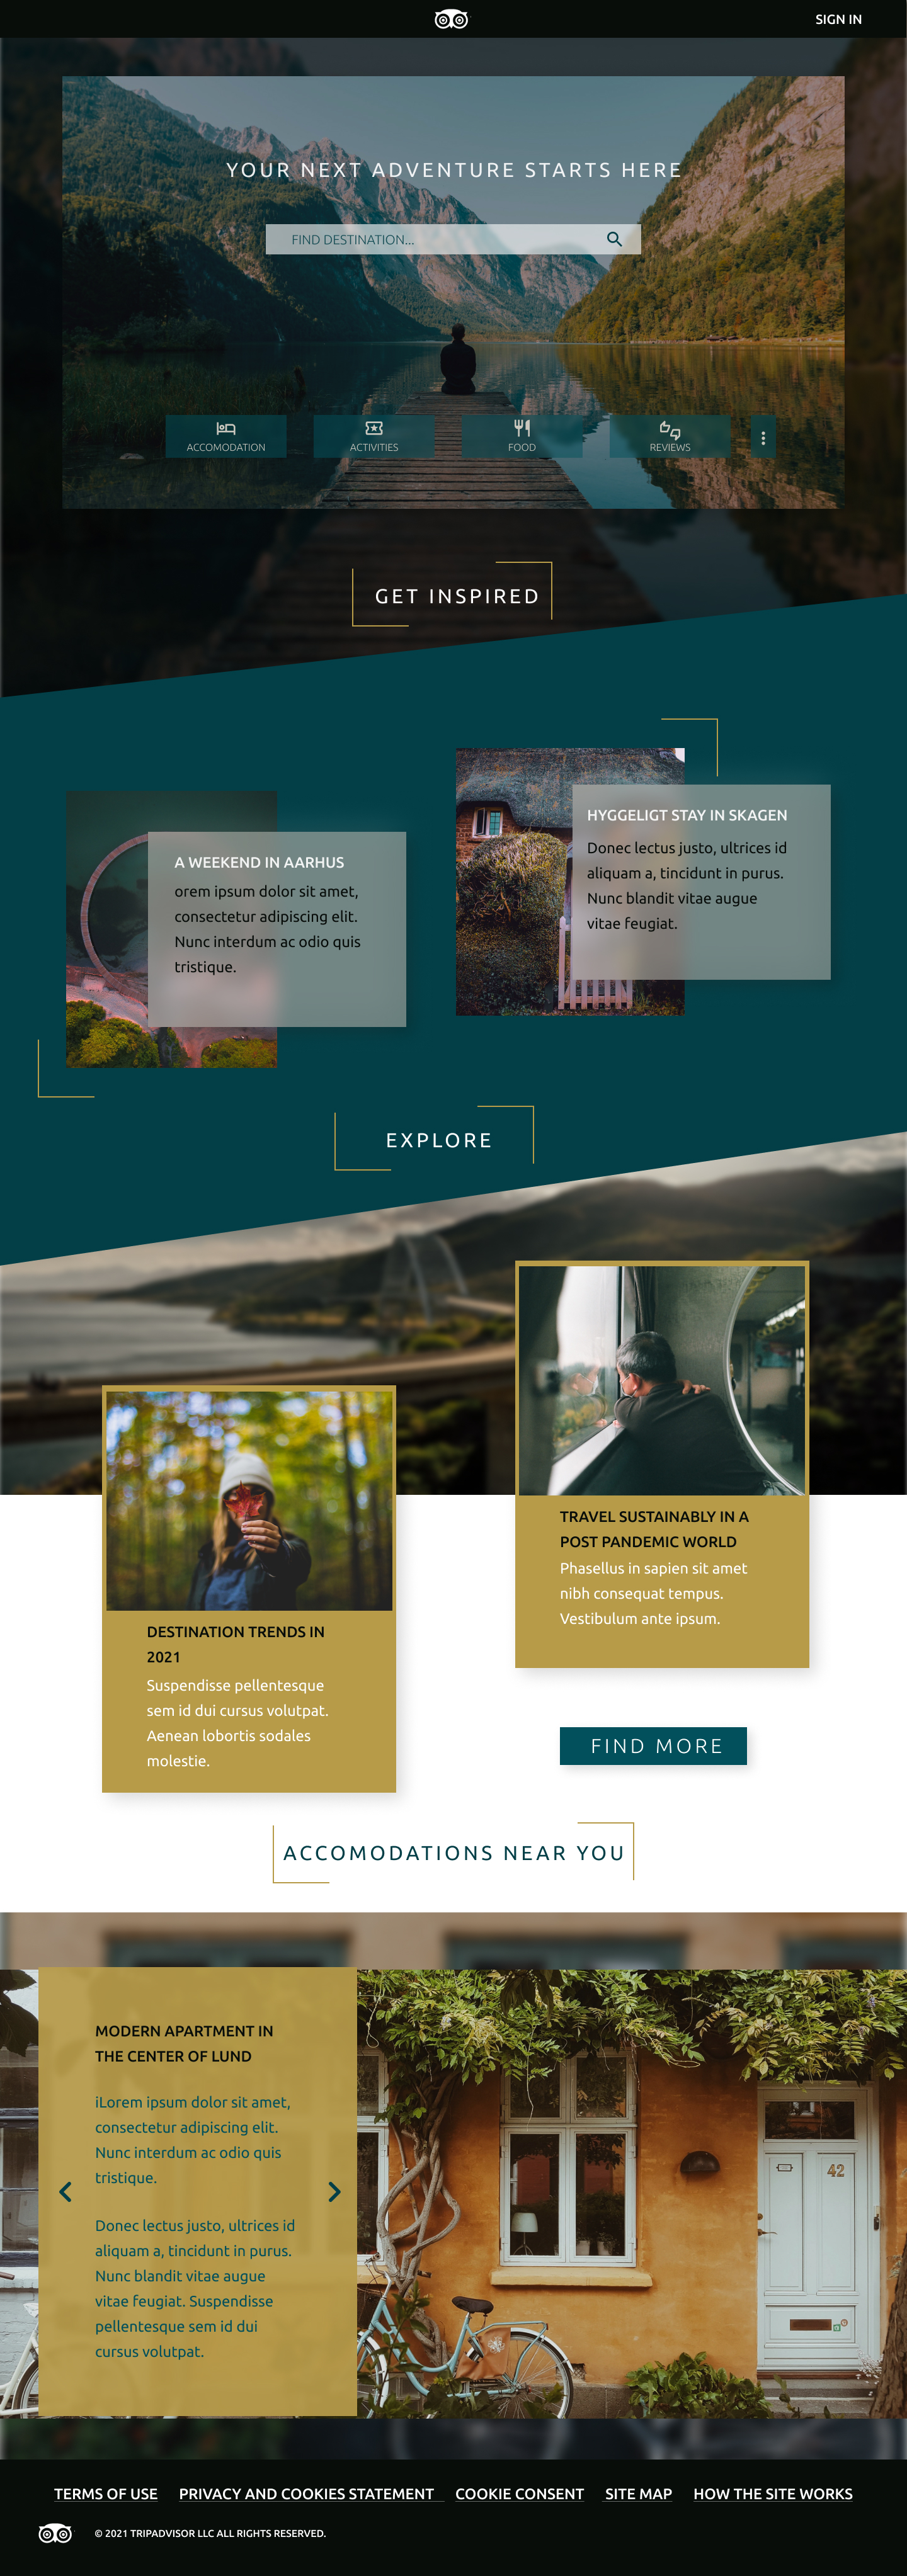 SIGN IN
YOUR NEXT ADVENTURE STARTS HERE
FIND DESTINATION...
ACCOMODATION
ACTIVITIES
FOOD
REVIEWS
GET INSPIRED
A WEEKEND IN AARHUS
orem ipsum dolor sit amet,
consectetur adipiscing elit.
Nunc interdum ac odio quis
tristique.
HYGGELIGT STAY IN SKAGEN
Donec lectus justo, ultrices id
aliquam a, tincidunt in purus.
Nunc blandit vitae augue
vitae feugiat.
EXPLORE
DESTINATION TRENDS IN
2021
Suspendisse pellentesque
sem id dui cursus volutpat.
Aenean lobortis sodales
molestie.
TRAVEL SUSTAINABLY IN A
POST PANDEMIC WORLD
Phasellus in sapien sit amet
nibh consequat tempus.
Vestibulum ante ipsum.
FIND MORE
ACCOMODATIONS NEAR YOU
MODERN APARTMENT IN
THE CENTER OF LUND
iLorem ipsum dolor sit amet,
consectetur adipiscing elit.
Nunc interdum ac odio quis
tristique.
Donec lectus justo, ultrices id
aliquam a, tincidunt in purus.
Nunc blandit vitae augue
vitae feugiat. Suspendisse
pellentesque sem id dui
cursus volutpat.
42
TERMS OF USE
PRIVACY AND COOKIES STATEMENT
COOKIE CONSENT
SITE MAP
HOW THE SITE WORKS
© 2021 TRIPADVISOR LLC ALL RIGHTS RESERVED.